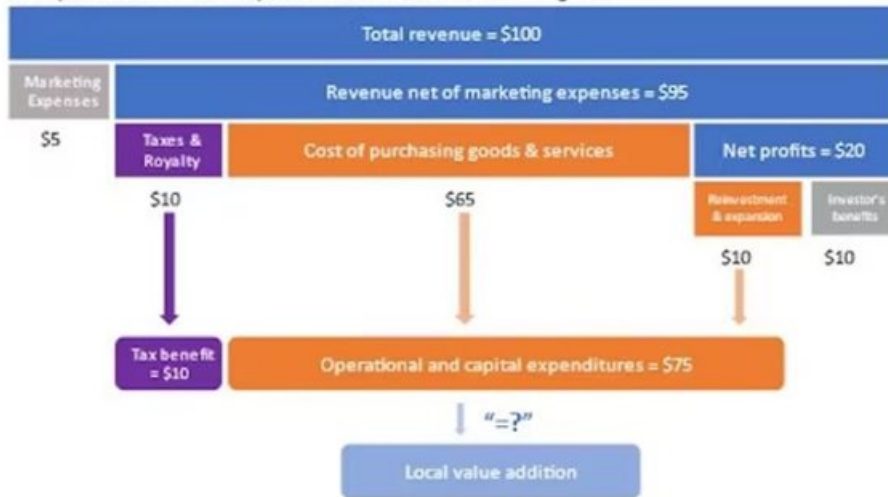 Total revenue = $100
Marketing
Expenses
Revenue net of marketing expenses = $95
$5
Taxes &
Royalty
Cost of purchasing goods & services
Net profits = $20
$10
$65
Reinvestment
& expansion
Investor's
benefits
$10
$10
Tax benefit
= $10
Operational and capital expenditures = $75
“=?”
Local value addition